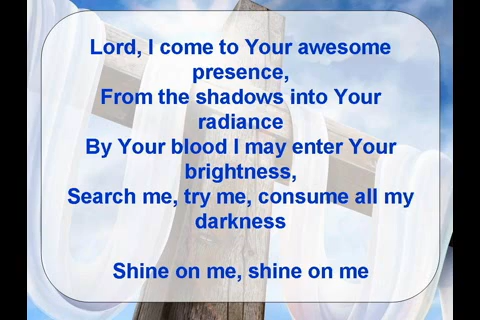 Lord, I come to Your awesome
presence,
From the shadows into Your
radiance
By Your blood I may enter Your
brightness,
Search me, try me, consume all my
darkness
Shine on me, shine on me